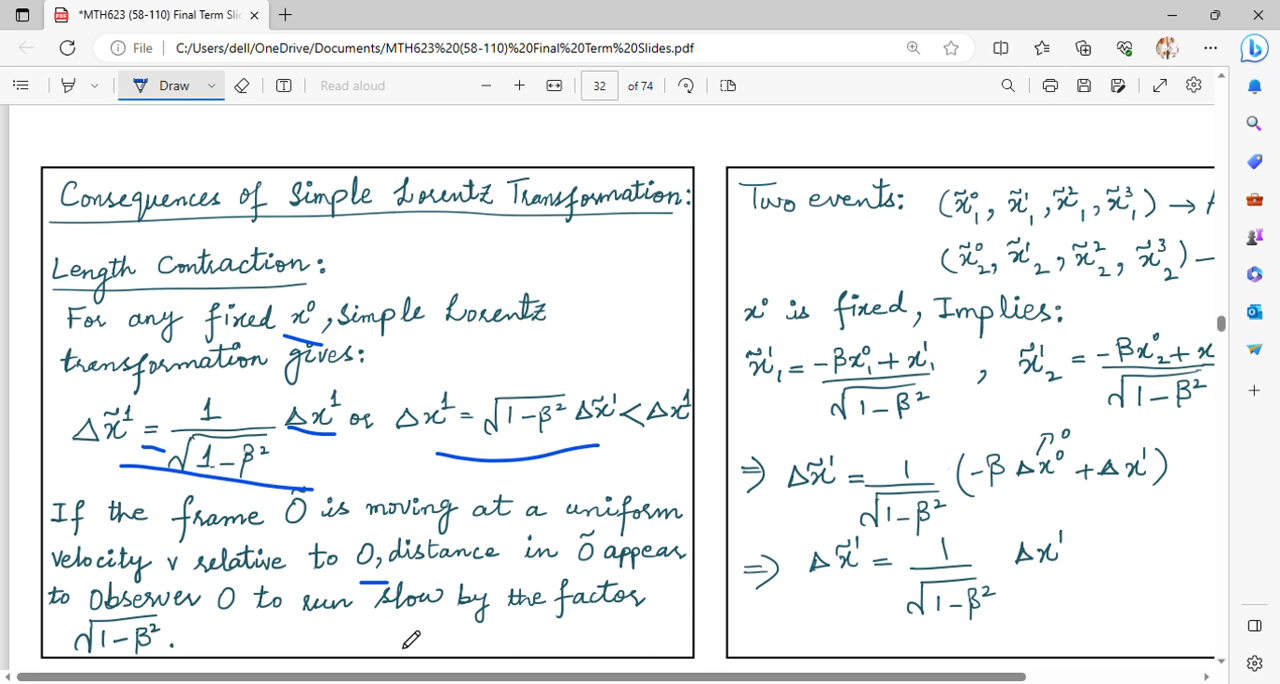 *MTH623 (58-110) Final Term Slid
File
C:/Users/dell/OneDrive/Documents/MTH623%20(58-110)%20Final%20Term%20Slides.pdf
Draw
Read aloud
32
of 74
Consequences of Simple Lorentz Transformation:
Length Contraction:
For any fixed x⁰, Simple Lorentz
transformation gives:
Δx̃¹ = 1/√(1-β²) Δx¹ or Δx¹ = √(1-β²) Δx̃¹ < Δx¹
If the frame Õ is moving at a uniform
velocity v relative to O, distance in Õ appear
to Observer O to run slow by the factor
√(1-β²).
Two events: (x̃⁰₁, x̃¹₁, x̃²₁, x̃³₁) →
(x̃⁰₂, x̃¹₂, x̃²₂, x̃³₂) —
x⁰ is fixed, Implies:
x̃¹₁ = (-βx⁰₁ + x¹₁)/√(1-β²) , x̃¹₂ = (-βx⁰₂ + x)/√(1-β²)
⇒ Δx̃¹ = 1/√(1-β²) (-β Δx⁰↗0 + Δx¹)
⇒ Δx̃¹ = 1/√(1-β²) Δx¹